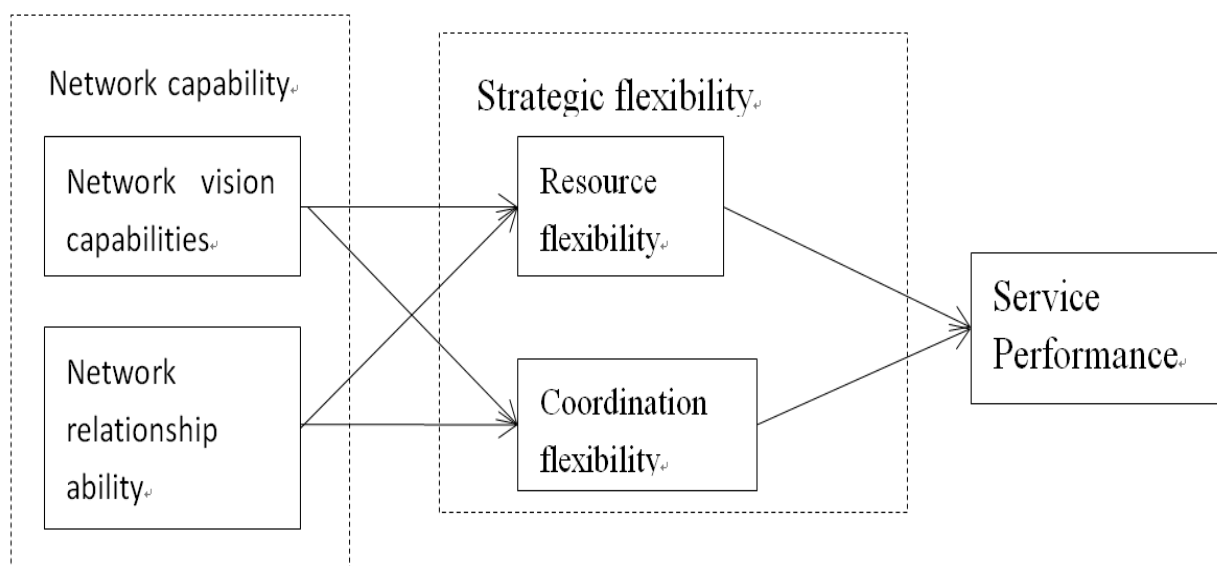 Network capability
Network vision
capabilities
Network
relationship
ability
Strategic flexibility
Resource
flexibility
Coordination
flexibility
Service
Performance